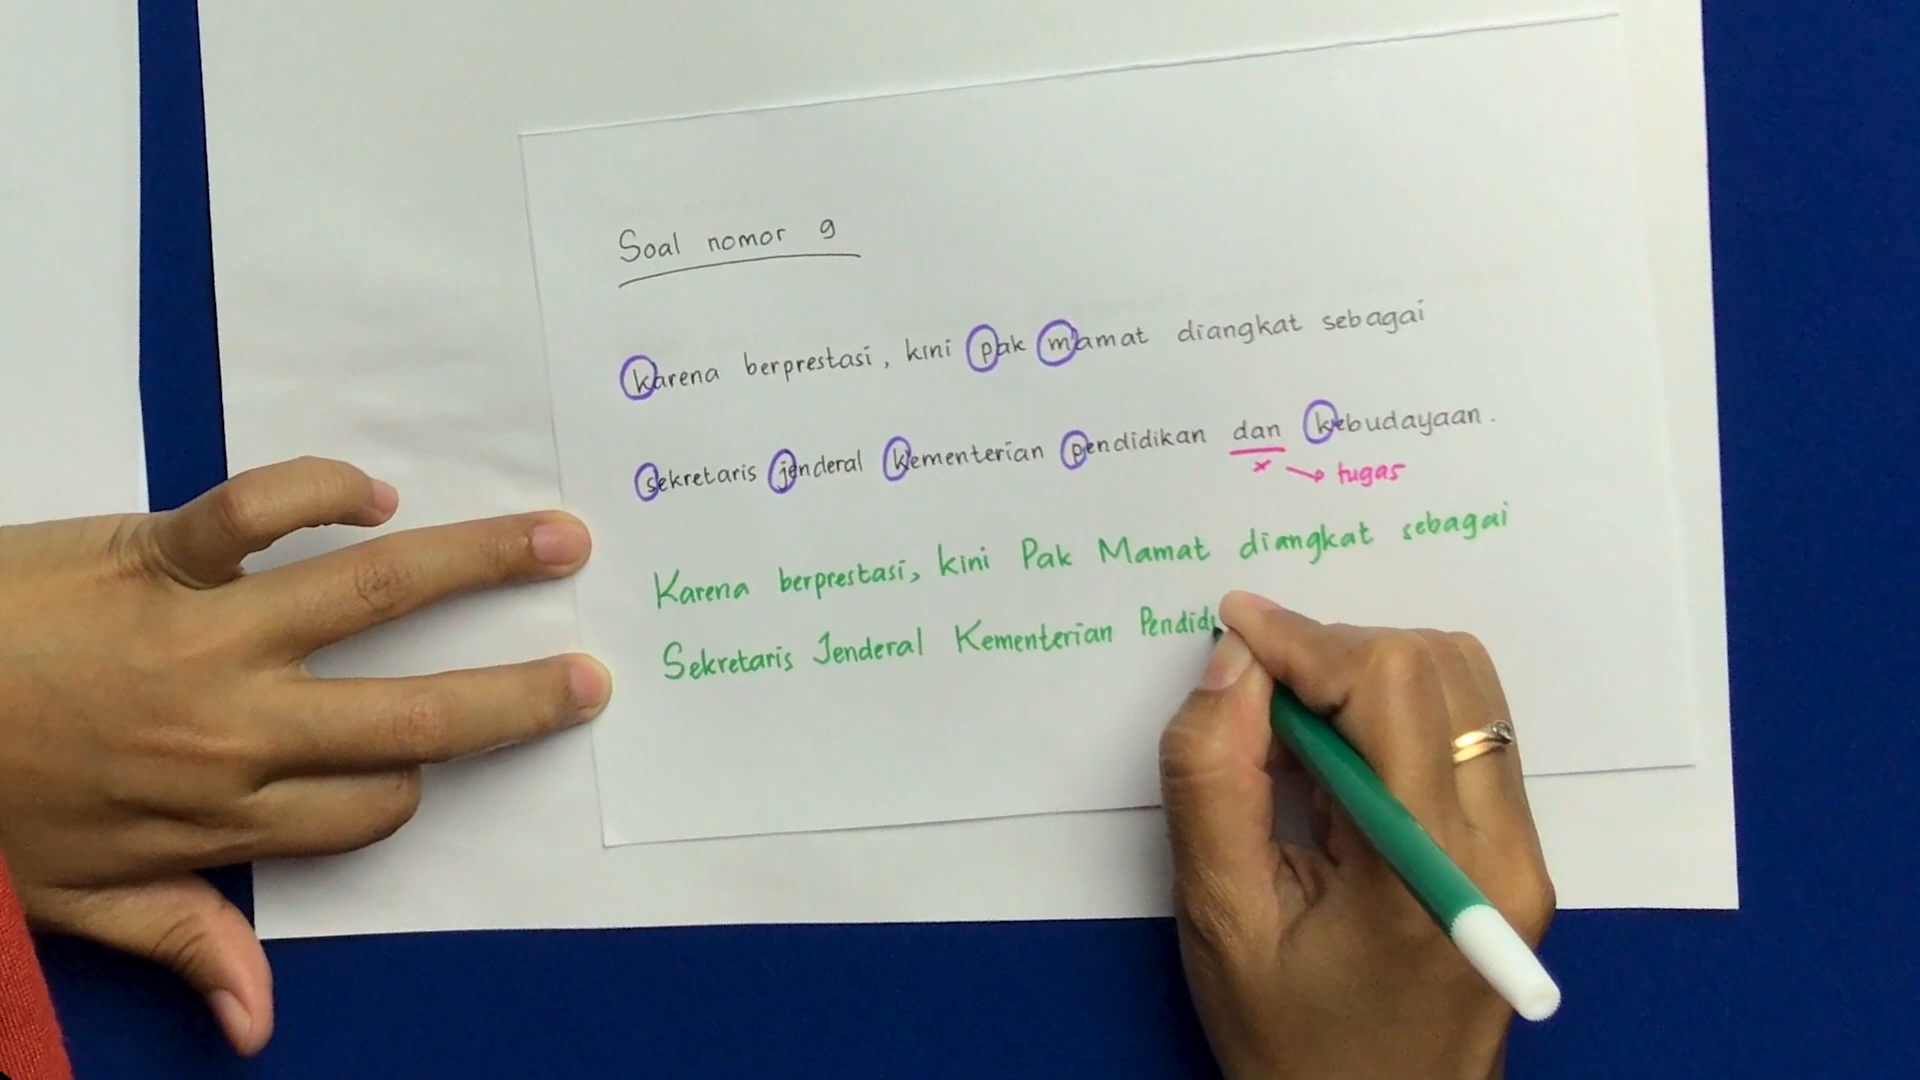 Soal nomor 9
karena berprestasi, kini pak mamat diangkat sebagai
sekretaris jenderal kementerian pendidikan dan kebudayaan.
x → tugas
Karena berprestasi, kini Pak Mamat diangkat sebagai
Sekretaris Jenderal Kementerian Pendidi